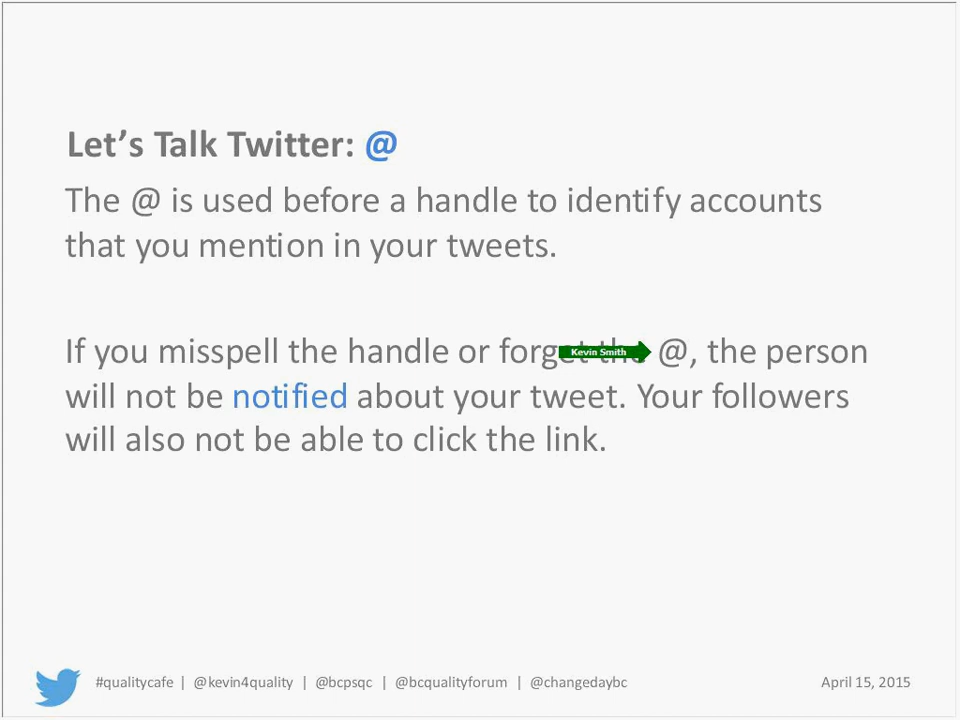 Let's Talk Twitter: @
The @ is used before a handle to identify accounts
that you mention in your tweets.
If you misspell the handle or forget the @, the person
Kevin Smith
will not be notified about your tweet. Your followers
will also not be able to click the link.
#qualitycafe | @kevin4quality | @bcpsqc | @bcqualityforum | @changedaybc April 15, 2015